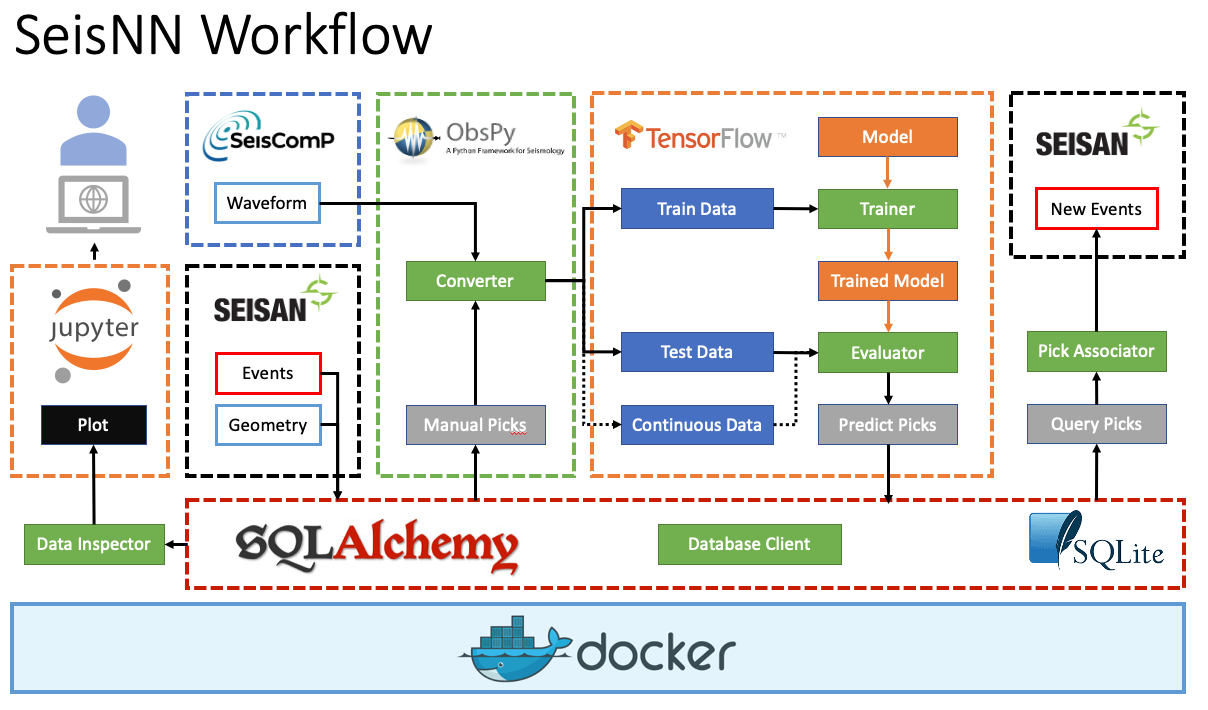 SeisNN Workflow
SeisComP
Waveform
ObsPy
A Python Framework for Seismology
TensorFlow ™
Model
Train Data
Trainer
Converter
Trained Model
Test Data
Evaluator
Manual Picks
Continuous Data
Predict Picks
SEISAN
New Events
Pick Associator
Query Picks
jupyter
Plot
SEISAN
Events
Geometry
Data Inspector
SQLAlchemy
Database Client
SQLite
docker